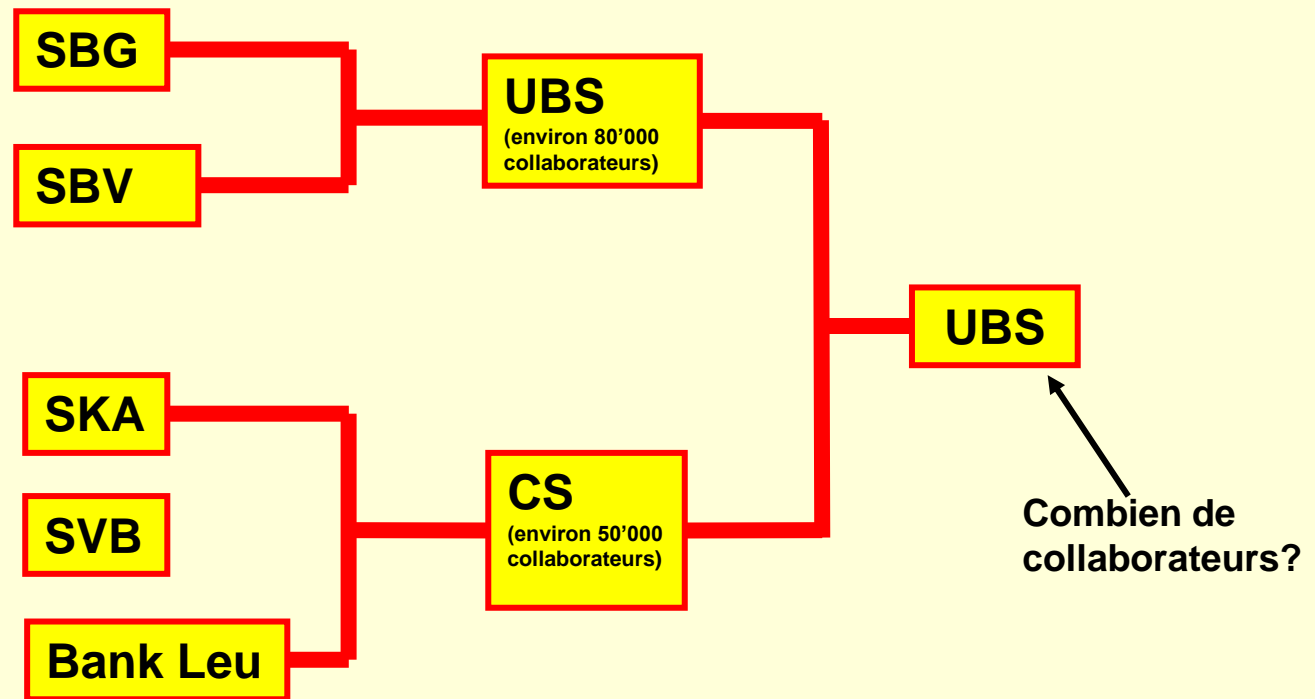 SBG
SBV
UBS
(environ 80’000
collaborateurs)
UBS
SKA
SVB
Bank Leu
CS
(environ 50’000
collaborateurs)
Combien de
collaborateurs?